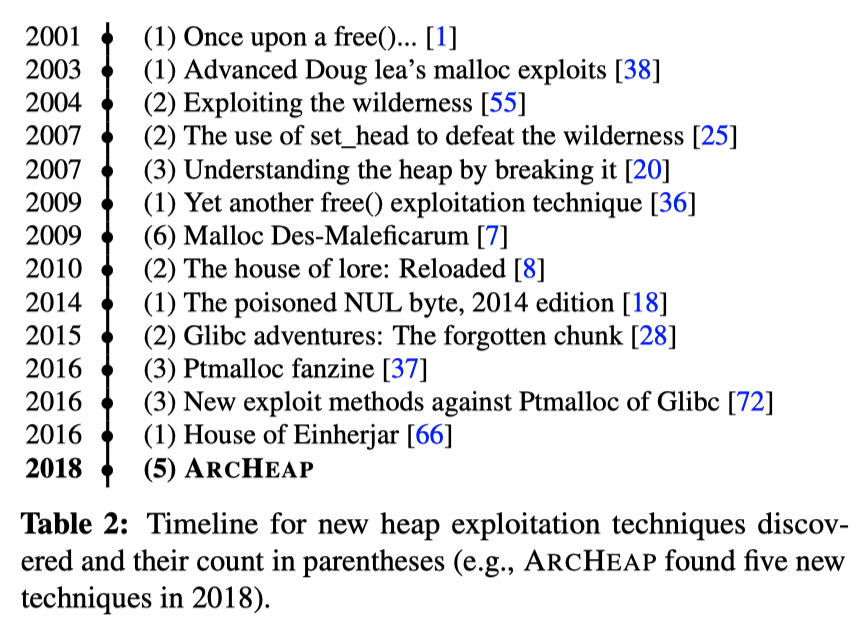 2001 (1) Once upon a free()... [1]
2003 (1) Advanced Doug lea's malloc exploits [38]
2004 (2) Exploiting the wilderness [55]
2007 (2) The use of set_head to defeat the wilderness [25]
2007 (3) Understanding the heap by breaking it [20]
2009 (1) Yet another free() exploitation technique [36]
2009 (6) Malloc Des-Maleficarum [7]
2010 (2) The house of lore: Reloaded [8]
2014 (1) The poisoned NUL byte, 2014 edition [18]
2015 (2) Glibc adventures: The forgotten chunk [28]
2016 (3) Ptmalloc fanzine [37]
2016 (3) New exploit methods against Ptmalloc of Glibc [72]
2016 (1) House of Einherjar [66]
2018 (5) ARCHEAP
Table 2: Timeline for new heap exploitation techniques discov-
ered and their count in parentheses (e.g., ARCHEAP found five new
techniques in 2018).